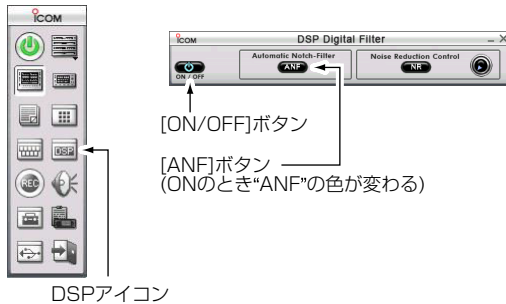 ICOM
DSP
REC
DSPアイコン
ICOM
DSP Digital Filter
ON / OFF
Automatic Notch-Filter
ANF
Noise Reduction Control
NR
[ON/OFF]ボタン
[ANF]ボタン
(ONのとき“ANF”の色が変わる)